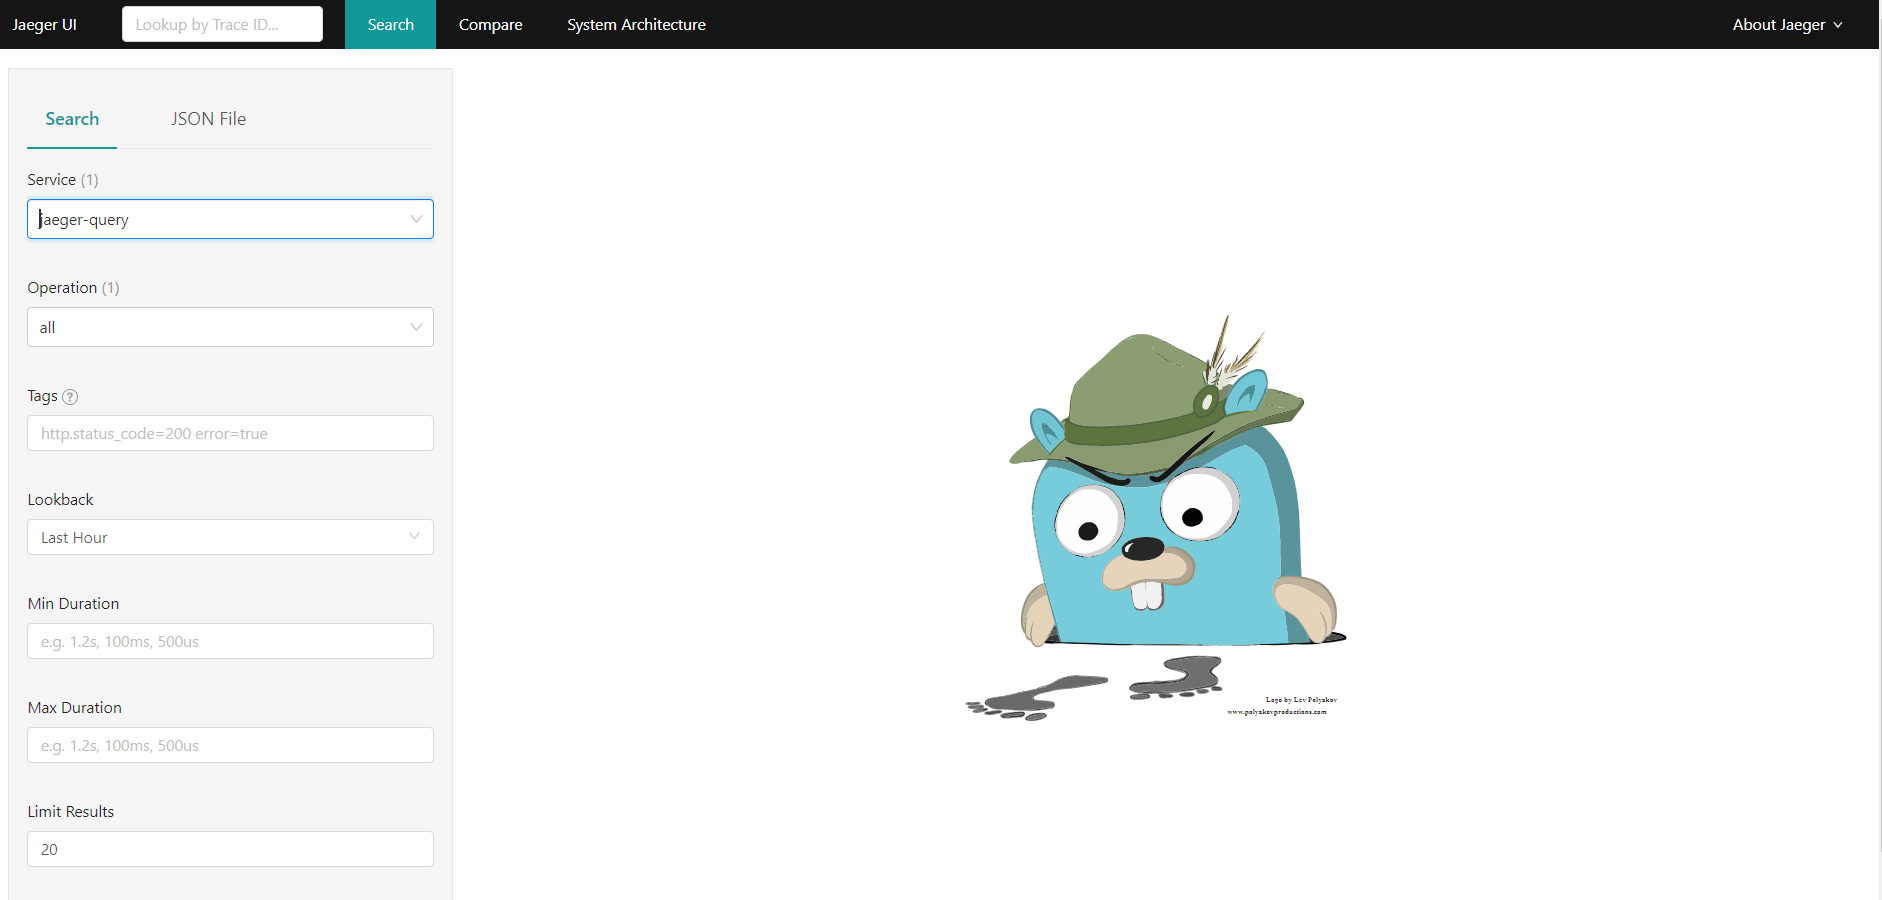 Jaeger UI Lookup by Trace ID... Search Compare System Architecture About Jaeger
Search JSON File
Service (1)
jaeger-query
Operation (1)
all
Tags ?
http.status_code=200 error=true
Lookback
Last Hour
Min Duration
e.g. 1.2s, 100ms, 500us
Max Duration
e.g. 1.2s, 100ms, 500us
Limit Results
20
Logo by Lev Polyakov
www.polyakovproductions.com